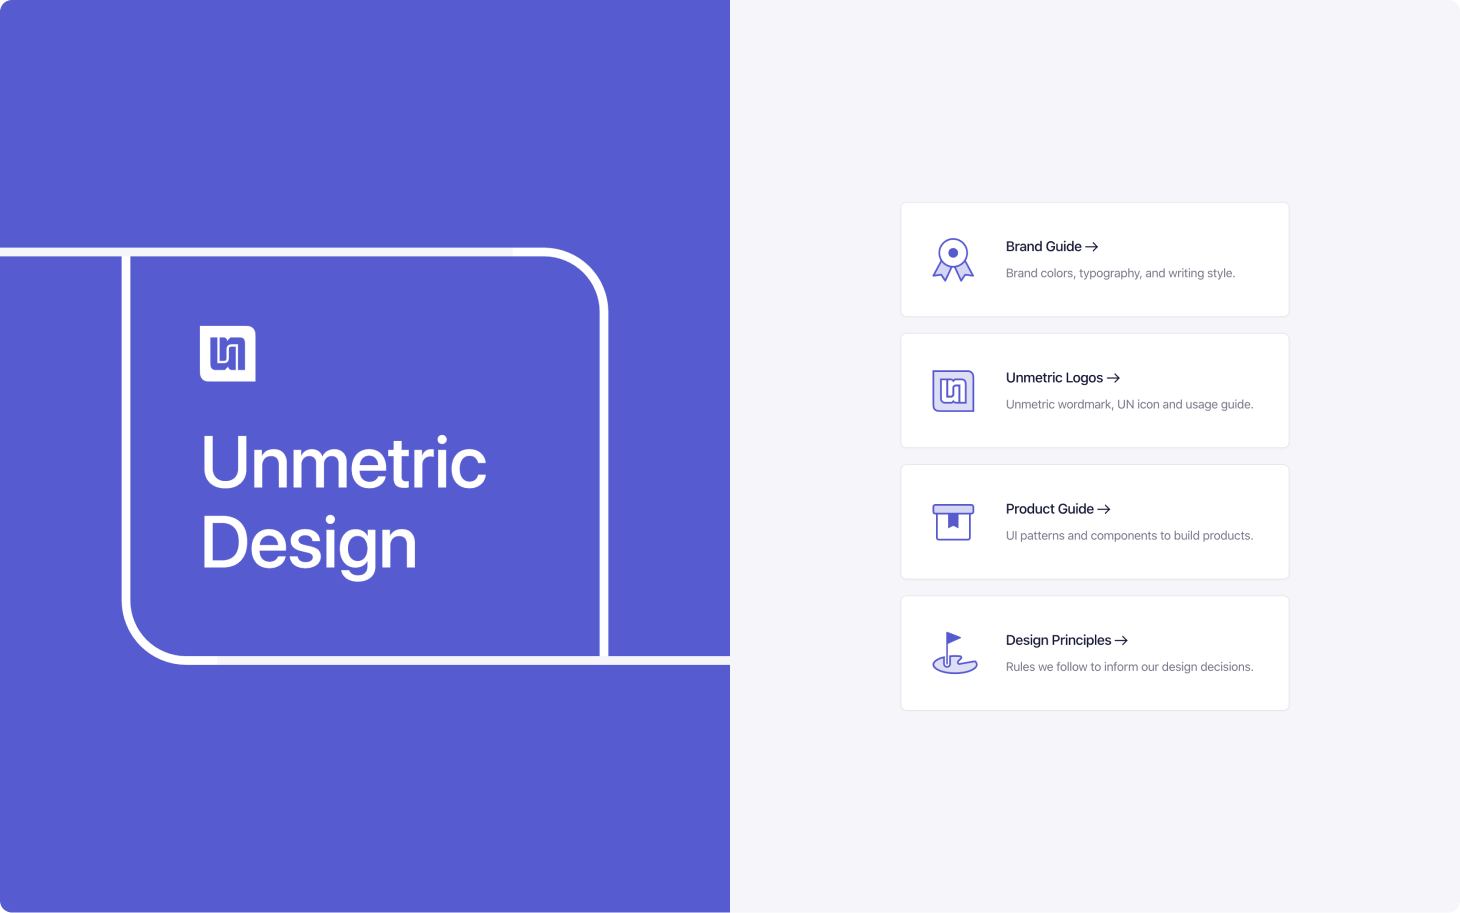 un
Unmetric
Design
Brand Guide →
Brand colors, typography, and writing style.
Unmetric Logos →
Unmetric wordmark, UN icon and usage guide.
Product Guide →
UI patterns and components to build products.
Design Principles →
Rules we follow to inform our design decisions.